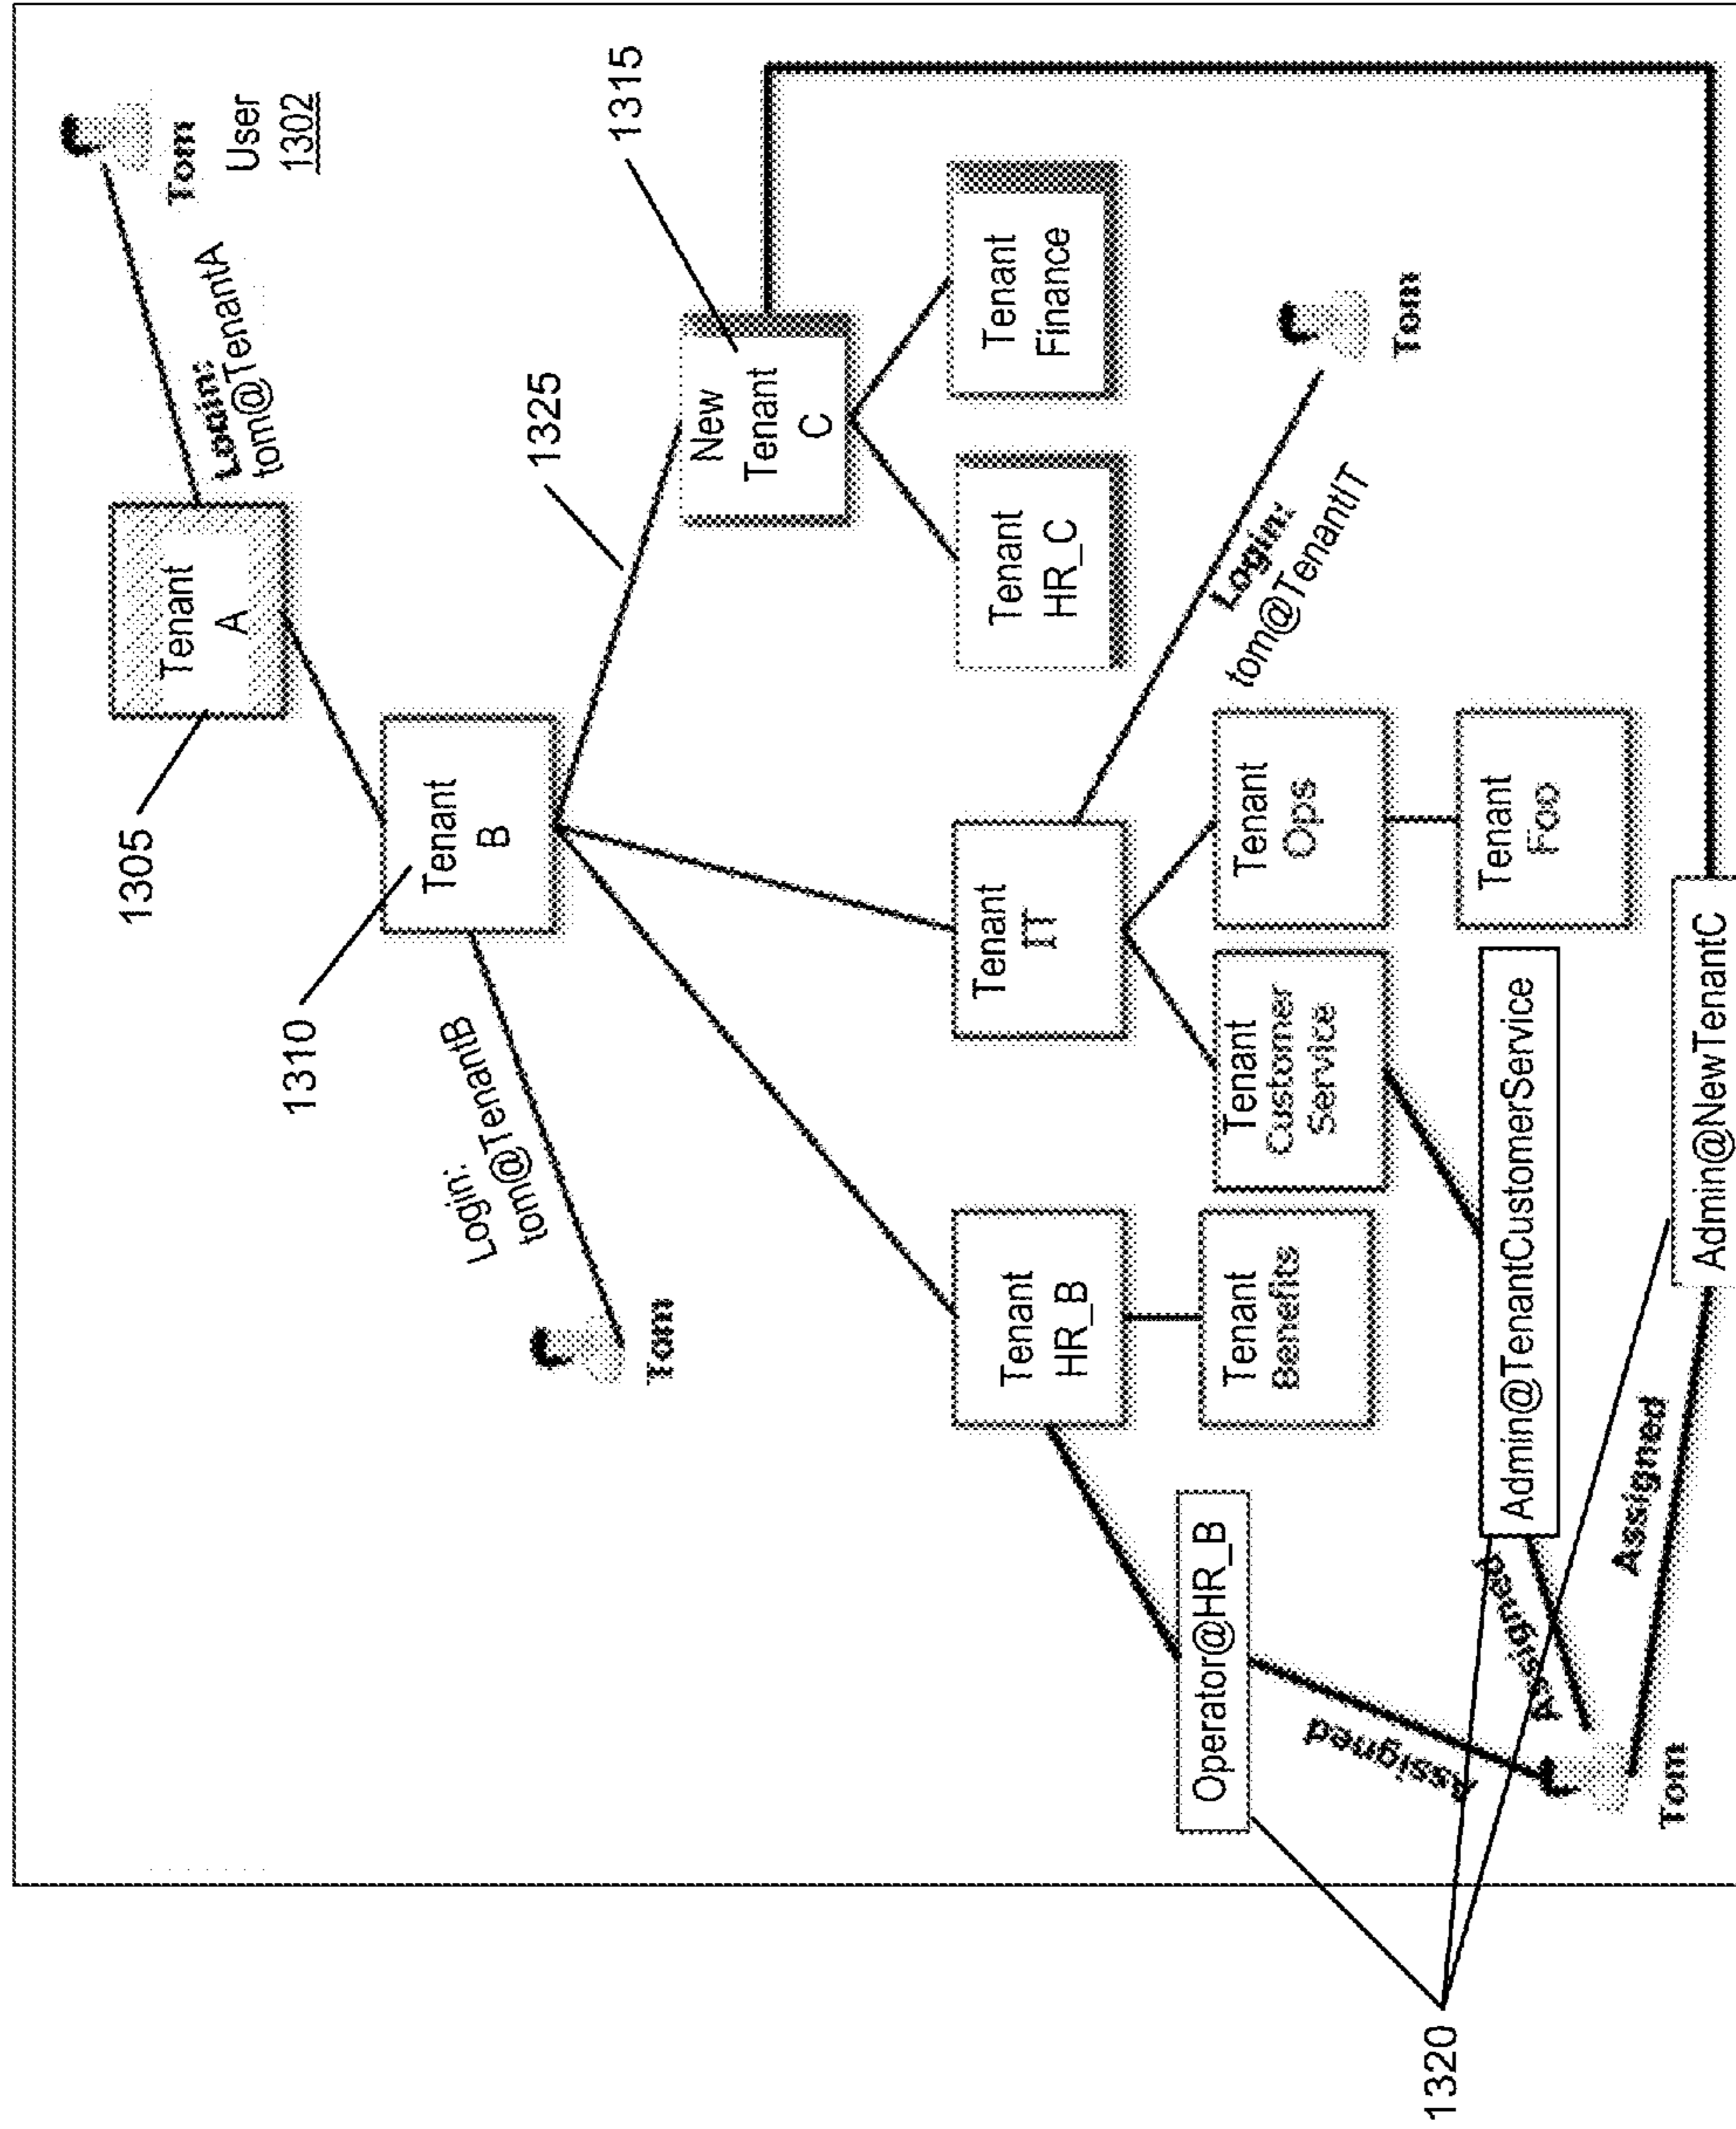 Tom
User
1302
Login:
tom@TenantA
Tenant
A
1305
1310
Tenant
B
Login:
tom@TenantB
Tom
1325
1315
New
Tenant
C
Tenant
HR_B
Tenant
IT
Tenant
HR_C
Tenant
Finance
Tenant
Benefits
Tenant
Customer
Service
Tenant
Ops
Tenant
Foo
Login:
tom@TenantIT
Tom
Operator@HR_B
Admin@TenantCustomerService
Admin@NewTenantC
Assigned
Assigned
Assigned
Tom
1320